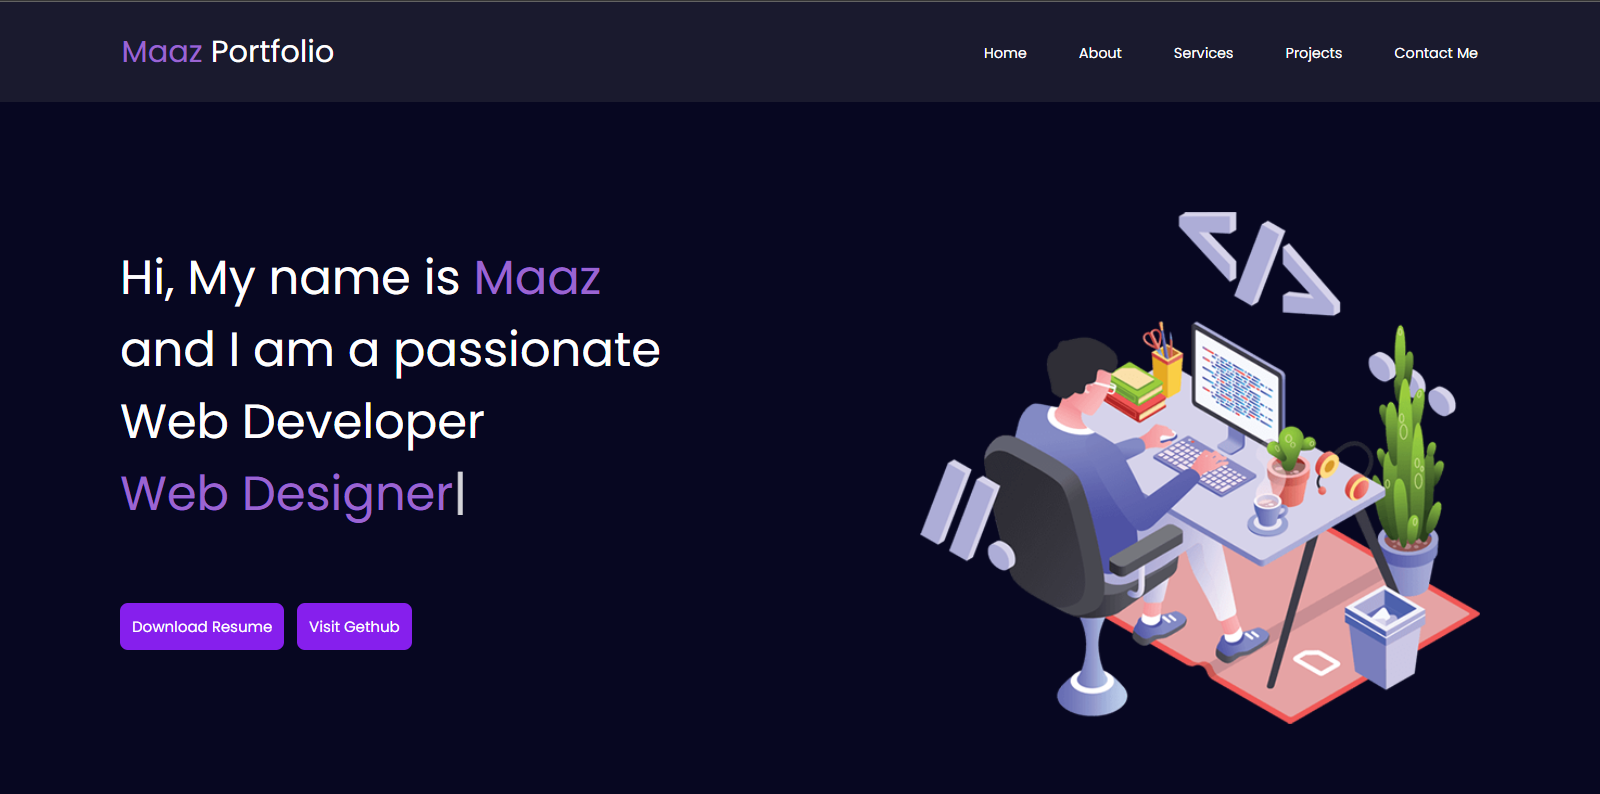 Maaz Portfolio
Home About Services Projects Contact Me
Hi, My name is Maaz
and I am a passionate
Web Developer
Web Designer|
Download Resume Visit Gethub